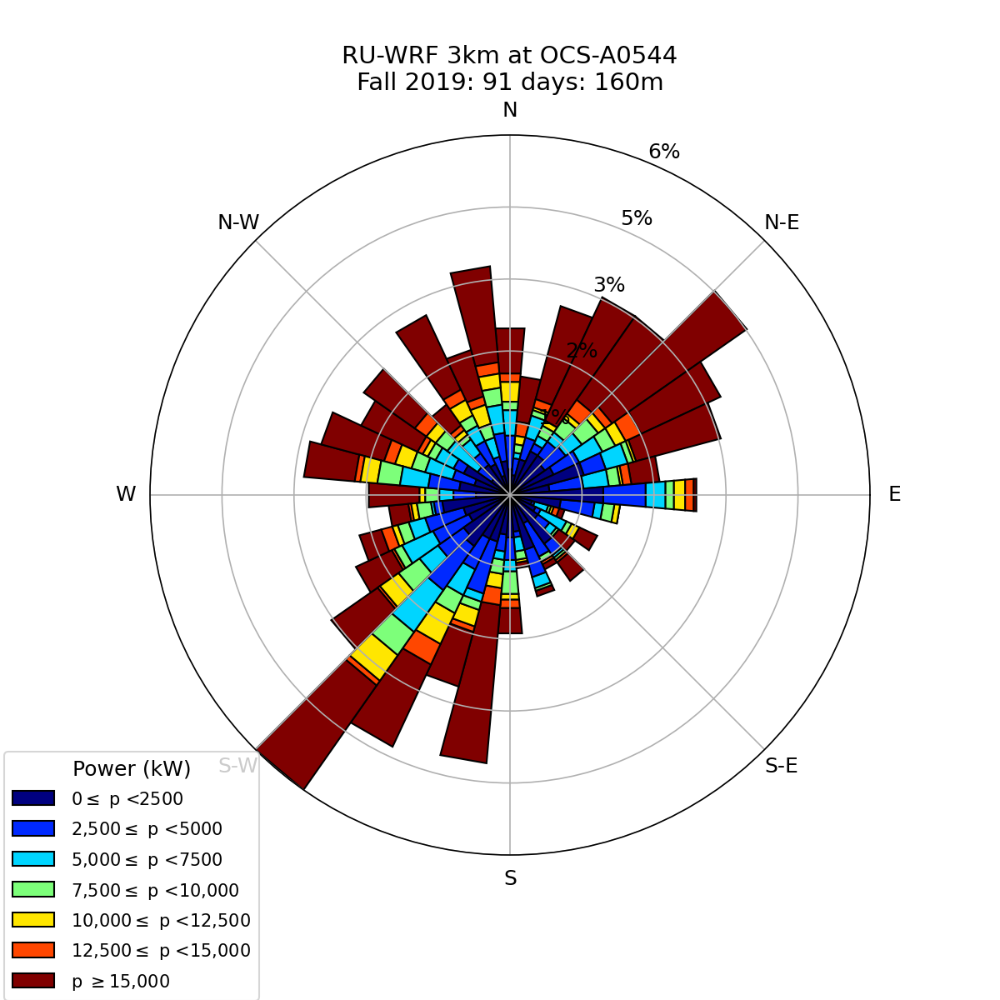 RU-WRF 3km at OCS-A0544
Fall 2019: 91 days: 160m
N
6%
N-W
N-E
5%
3%
2%
1%
W
E
S-W
S-E
S
Power (kW)
0 ≤ p <2500
2,500 ≤ p <5000
5,000 ≤ p <7500
7,500 ≤ p <10,000
10,000 ≤ p <12,500
12,500 ≤ p <15,000
p ≥ 15,000